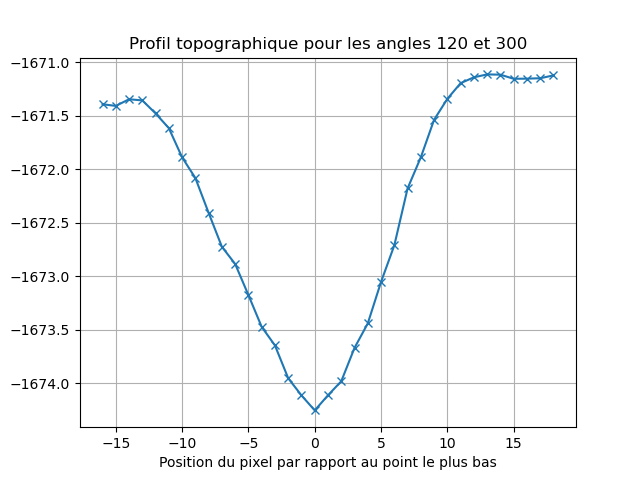 Profil topographique pour les angles 120 et 300
−1671.0
−1671.5
−1672.0
−1672.5
−1673.0
−1673.5
−1674.0
−15 −10 −5 0 5 10 15
Position du pixel par rapport au point le plus bas